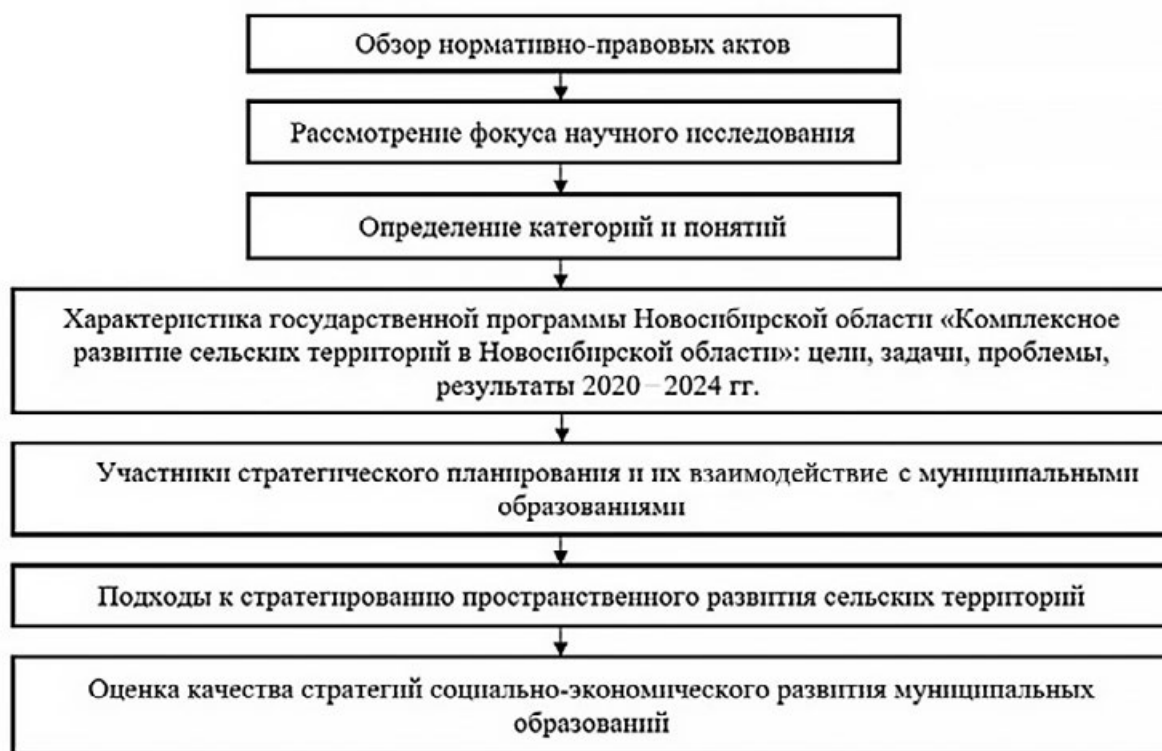 Обзор нормативно-правовых актов
Рассмотрение фокуса научного исследования
Определение категорий и понятий
Характеристика государственной программы Новосибирской области «Комплексное
развитие сельских территорий в Новосибирской области»: цели, задачи, проблемы,
результаты 2020–2024 гг.
Участники стратегического планирования и их взаимодействие с муниципальными
образованиями
Подходы к стратегированию пространственного развития сельских территорий
Оценка качества стратегий социально-экономического развития муниципальных
образований